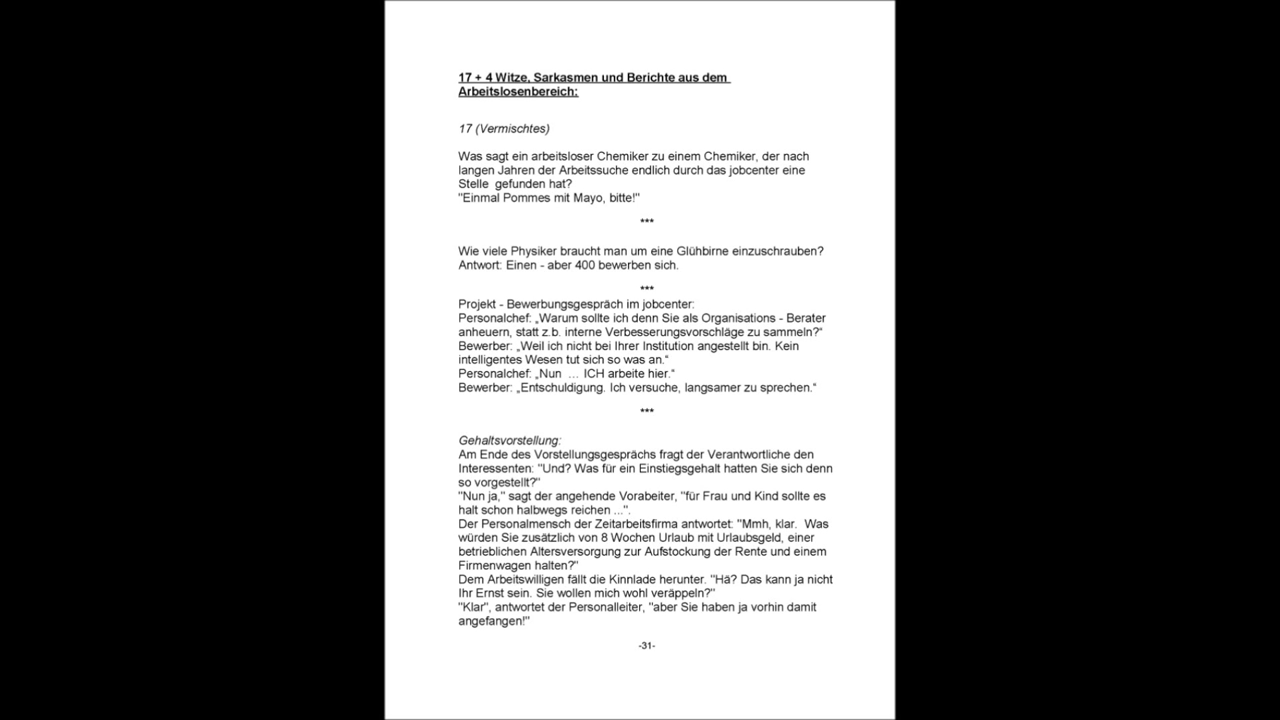 17 + 4 Witze, Sarkasmen und Berichte aus dem
Arbeitslosenbereich:
17 (Vermischtes)
Was sagt ein arbeitsloser Chemiker zu einem Chemiker, der nach
langen Jahren der Arbeitssuche endlich durch das jobcenter eine
Stelle  gefunden hat?
"Einmal Pommes mit Mayo, bitte!"
***
Wie viele Physiker braucht man um eine Glühbirne einzuschrauben?
Antwort: Einen - aber 400 bewerben sich.
***
Projekt - Bewerbungsgespräch im jobcenter:
Personalchef: „Warum sollte ich denn Sie als Organisations - Berater
anheuern, statt z.b. interne Verbesserungsvorschläge zu sammeln?“
Bewerber: „Weil ich nicht bei Ihrer Institution angestellt bin. Kein
intelligentes Wesen tut sich so was an.“
Personalchef: „Nun  … ICH arbeite hier.“
Bewerber: „Entschuldigung. Ich versuche, langsamer zu sprechen.“
***
Gehaltsvorstellung:
Am Ende des Vorstellungsgesprächs fragt der Verantwortliche den
Interessenten: "Und? Was für ein Einstiegsgehalt hatten Sie sich denn
so vorgestellt?"
"Nun ja," sagt der angehende Vorabeiter, "für Frau und Kind sollte es
halt schon halbwegs reichen ...".
Der Personalmensch der Zeitarbeitsfirma antwortet: "Mmh, klar.  Was
würden Sie zusätzlich von 8 Wochen Urlaub mit Urlaubsgeld, einer
betrieblichen Altersversorgung zur Aufstockung der Rente und einem
Firmenwagen halten?"
Dem Arbeitswilligen fällt die Kinnlade herunter. "Hä? Das kann ja nicht
Ihr Ernst sein. Sie wollen mich wohl veräppeln?"
"Klar", antwortet der Personalleiter, "aber Sie haben ja vorhin damit
angefangen!"
-31-